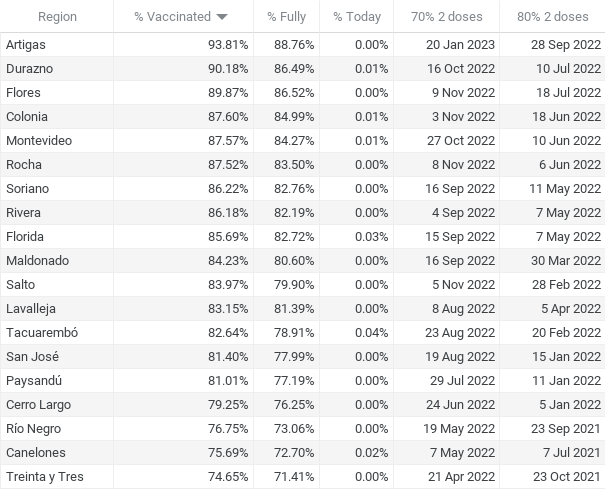 Region % Vaccinated % Fully % Today 70% 2 doses 80% 2 doses
Artigas 93.81% 88.76% 0.00% 20 Jan 2023 28 Sep 2022
Durazno 90.18% 86.49% 0.01% 16 Oct 2022 10 Jul 2022
Flores 89.87% 86.52% 0.00% 9 Nov 2022 18 Jul 2022
Colonia 87.60% 84.99% 0.01% 3 Nov 2022 18 Jun 2022
Montevideo 87.57% 84.27% 0.01% 27 Oct 2022 10 Jun 2022
Rocha 87.52% 83.50% 0.00% 8 Nov 2022 6 Jun 2022
Soriano 86.22% 82.76% 0.00% 16 Sep 2022 11 May 2022
Rivera 86.18% 82.19% 0.00% 4 Sep 2022 7 May 2022
Florida 85.69% 82.72% 0.03% 15 Sep 2022 7 May 2022
Maldonado 84.23% 80.60% 0.00% 16 Sep 2022 30 Mar 2022
Salto 83.97% 79.90% 0.00% 5 Nov 2022 28 Feb 2022
Lavalleja 83.15% 81.39% 0.00% 8 Aug 2022 5 Apr 2022
Tacuarembó 82.64% 78.91% 0.04% 23 Aug 2022 20 Feb 2022
San José 81.40% 77.99% 0.00% 19 Aug 2022 15 Jan 2022
Paysandú 81.01% 77.19% 0.00% 29 Jul 2022 11 Jan 2022
Cerro Largo 79.25% 76.25% 0.00% 24 Jun 2022 5 Jan 2022
Río Negro 76.75% 73.06% 0.00% 19 May 2022 23 Sep 2021
Canelones 75.69% 72.70% 0.02% 7 May 2022 7 Jul 2021
Treinta y Tres 74.65% 71.41% 0.00% 21 Apr 2022 23 Oct 2021